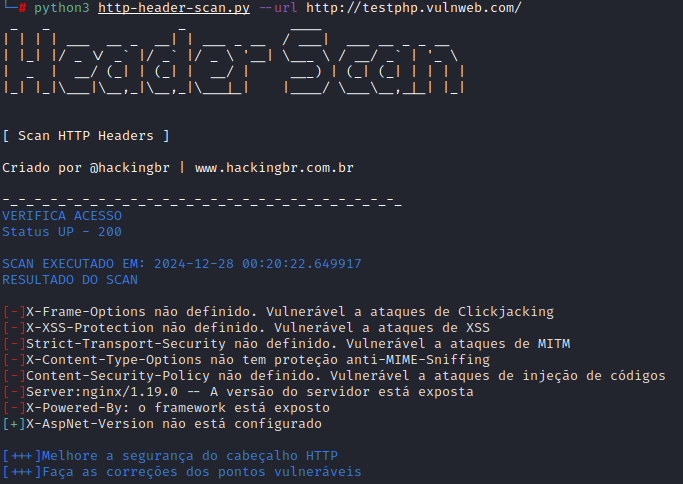 └─# python3 http-header-scan.py --url http://testphp.vulnweb.com/
Header Scan
[ Scan HTTP Headers ]
Criado por @hackingbr | www.hackingbr.com.br
-_-_-_-_-_-_-_-_-_-_-_-_-_-_-_-_-_-_-_-_-_-_-_-_-_
VERIFICA ACESSO
Status UP - 200
SCAN EXECUTADO EM: 2024-12-28 00:20:22.649917
RESULTADO DO SCAN
[-]X-Frame-Options não definido. Vulnerável a ataques de Clickjacking
[-]X-XSS-Protection não definido. Vulnerável a ataques de XSS
[-]Strict-Transport-Security não definido. Vulnerável a ataques de MITM
[-]X-Content-Type-Options não tem proteção anti-MIME-Sniffing
[-]Content-Security-Policy não definido. Vulnerável a ataques de injeção de códigos
[-]Server:nginx/1.19.0 -- A versão do servidor está exposta
[-]X-Powered-By: o framework está exposto
[+]X-AspNet-Version não está configurado
[+++]Melhore a segurança do cabeçalho HTTP
[+++]Faça as correções dos pontos vulneráveis